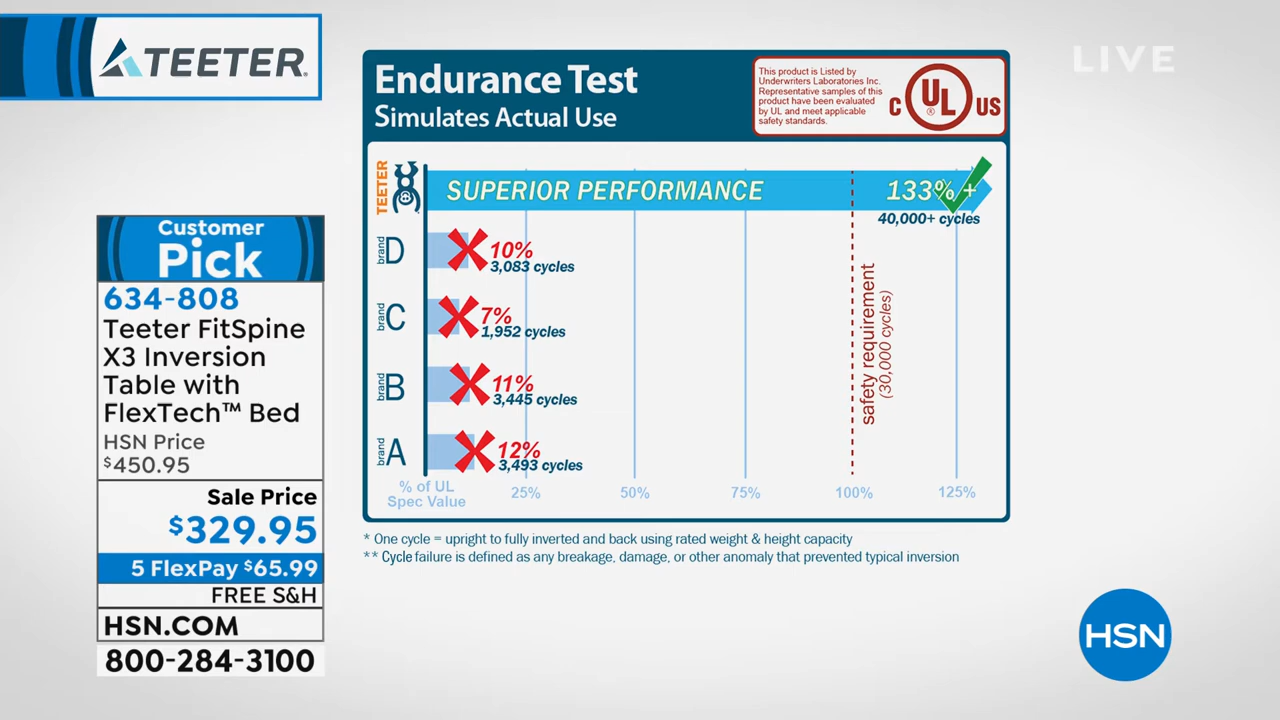 TEETER®
LIVE
Endurance Test
Simulates Actual Use
This product is Listed by
Underwriters Laboratories Inc.
Representative samples of this
product have been evaluated
by UL and meet applicable
safety standards.
C UL® US
TEETER
SUPERIOR PERFORMANCE 133% +
40,000+ cycles
brand D 10%
3,083 cycles
brand C 7%
1,952 cycles
brand B 11%
3,445 cycles
brand A 12%
3,493 cycles
safety requirement
(30,000 cycles)
% of UL
Spec Value
25% 50% 75% 100% 125%
* One cycle = upright to fully inverted and back using rated weight & height capacity
** Cycle failure is defined as any breakage, damage, or other anomaly that prevented typical inversion
Customer
Pick
634-808
Teeter FitSpine
X3 Inversion
Table with
FlexTech™ Bed
HSN Price
$450.95
Sale Price
$329.95
5 FlexPay $65.99
FREE S&H
HSN.COM
800-284-3100
HSN